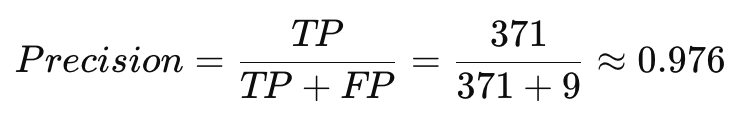 Precision = TP / TP + FP = 371 / 371 + 9 ≈ 0.976